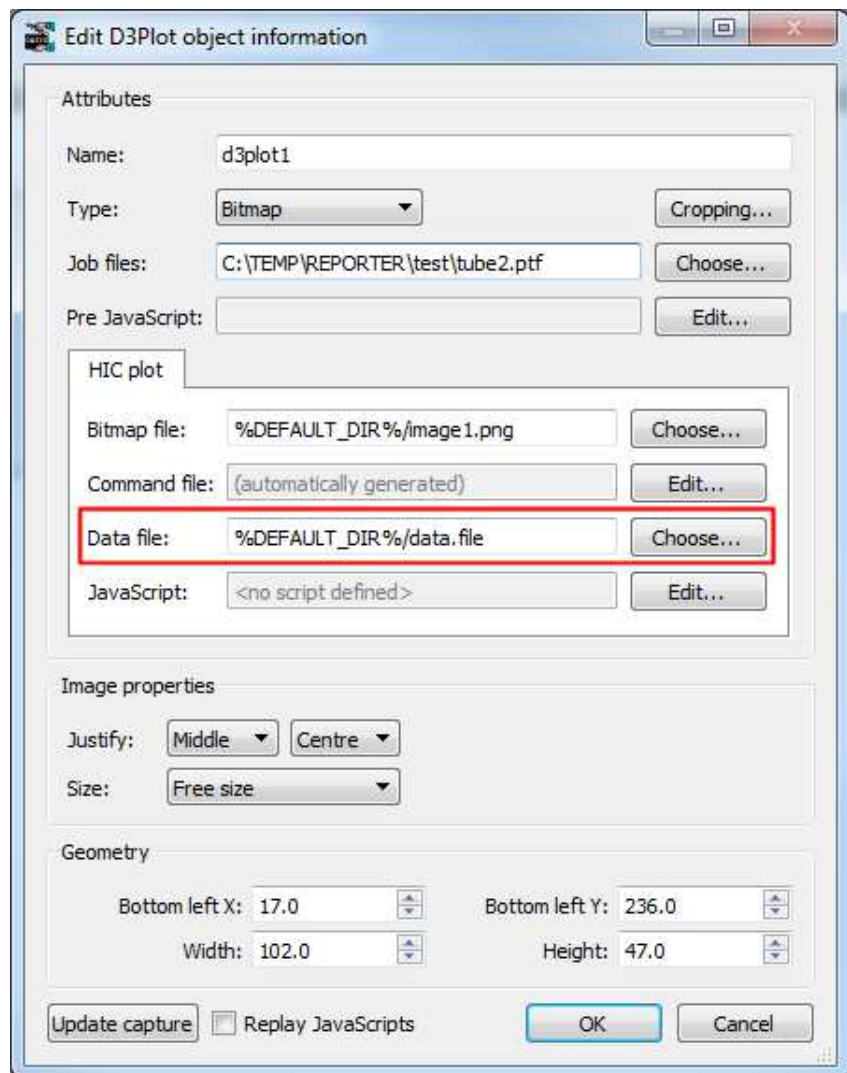 Edit D3Plot object information
Attributes
Name: d3plot1
Type: Bitmap Cropping...
Job files: C:\TEMP\REPORTER\test\tube2.ptf Choose...
Pre JavaScript: Edit...
HIC plot
Bitmap file: %DEFAULT_DIR%/image1.png Choose...
Command file: (automatically generated) Edit...
Data file: %DEFAULT_DIR%/data.file Choose...
JavaScript: <no script defined> Edit...
Image properties
Justify: Middle Centre
Size: Free size
Geometry
Bottom left X: 17.0 Bottom left Y: 236.0
Width: 102.0 Height: 47.0
Update capture Replay JavaScripts OK Cancel